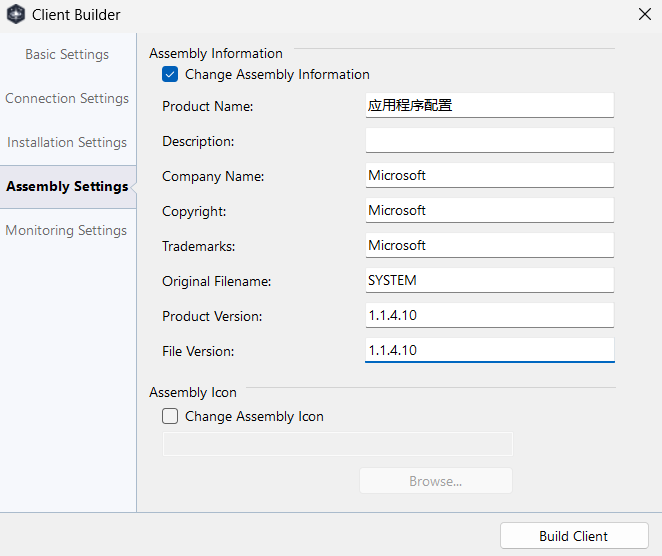 Client Builder
Basic Settings
Connection Settings
Installation Settings
Assembly Settings
Monitoring Settings
Assembly Information
Change Assembly Information
Product Name: 应用程序配置
Description:
Company Name: Microsoft
Copyright: Microsoft
Trademarks: Microsoft
Original Filename: SYSTEM
Product Version: 1.1.4.10
File Version: 1.1.4.10
Assembly Icon
Change Assembly Icon
Browse...
Build Client